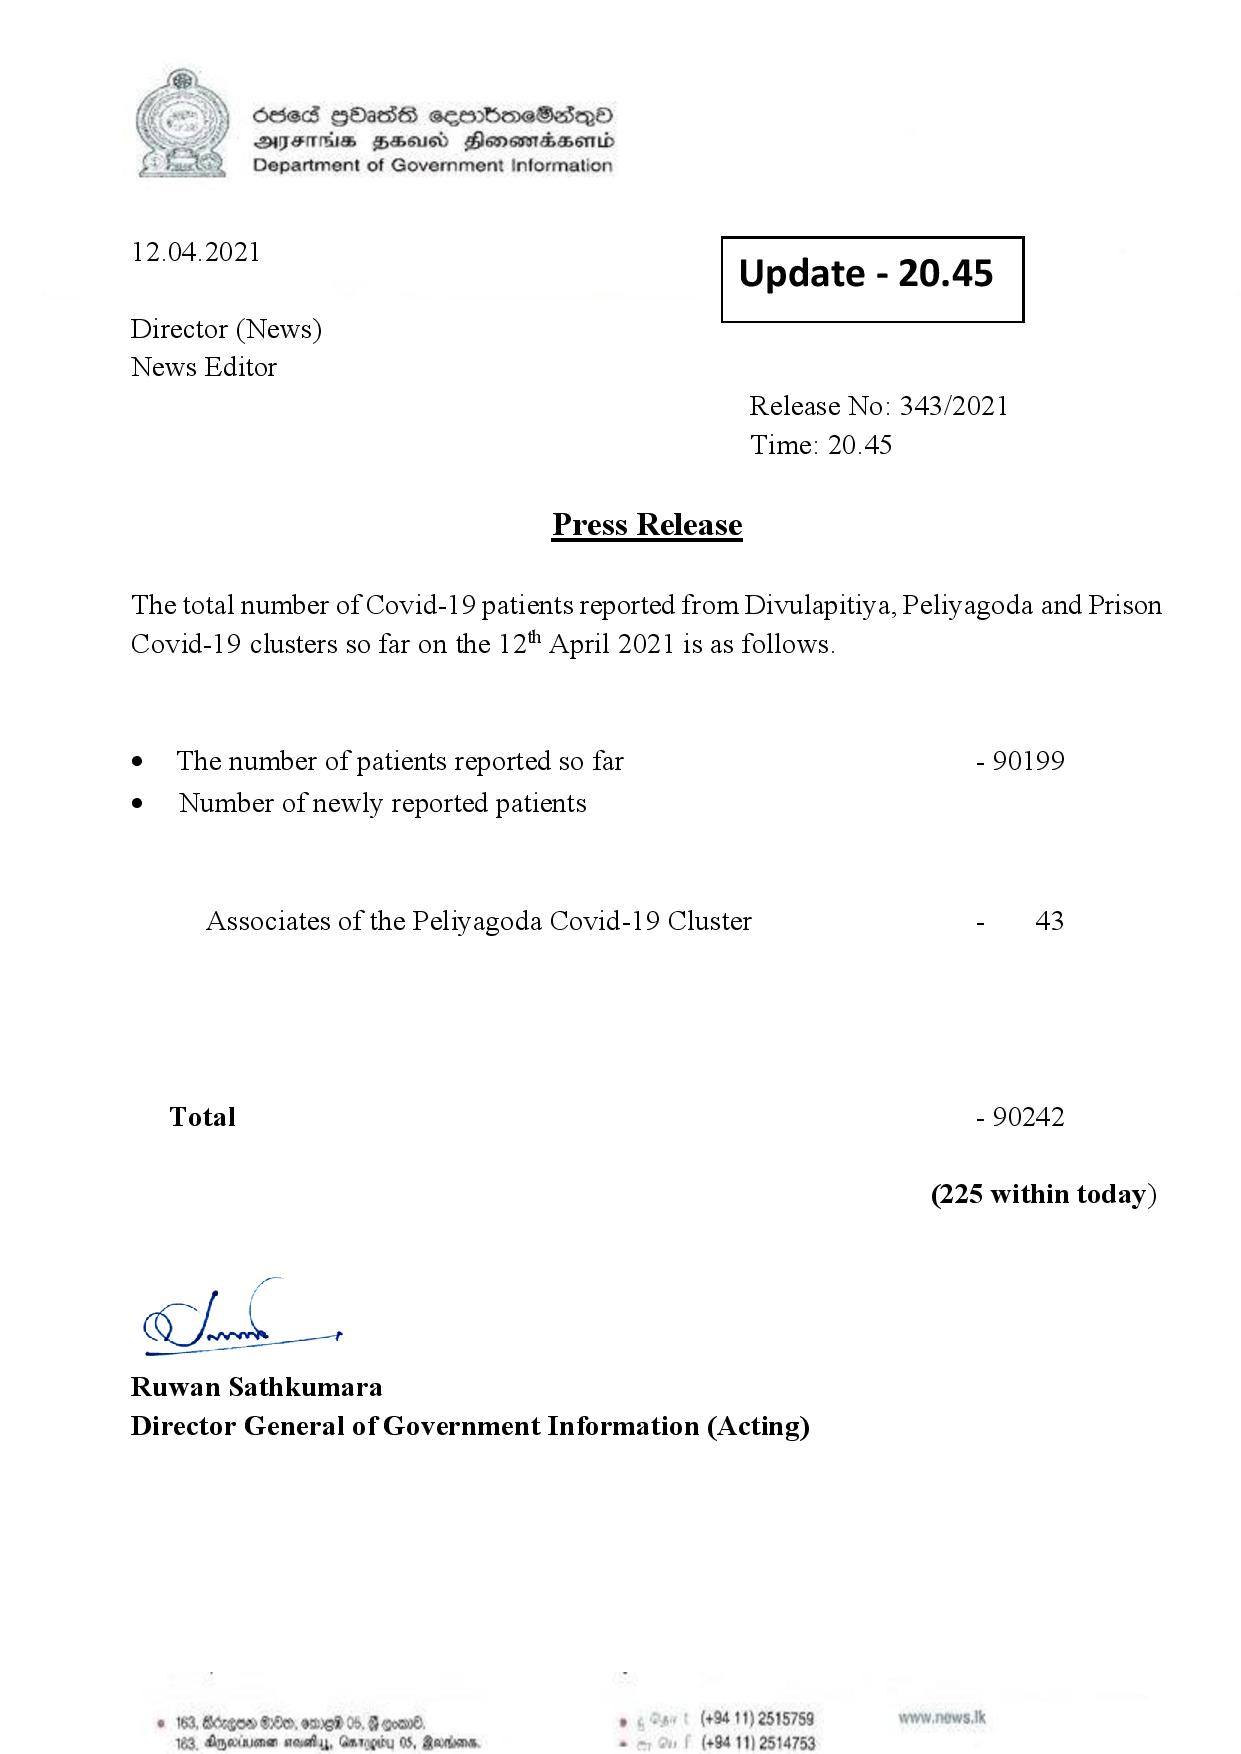 රජයේ ප්‍රවෘත්ති දෙපාර්තමේන්තුව
அரசாங்க தகவல் திணைக்களம்
Department of Government Information
12.04.2021
Update - 20.45
Director (News)
News Editor
Release No: 343/2021
Time: 20.45
Press Release
The total number of Covid-19 patients reported from Divulapitiya, Peliyagoda and Prison
Covid-19 clusters so far on the 12th April 2021 is as follows.
• The number of patients reported so far - 90199
• Number of newly reported patients
Associates of the Peliyagoda Covid-19 Cluster - 43
Total - 90242
(225 within today)
Ruwan Sathkumara
Director General of Government Information (Acting)
163, කිරුලපන මාවත, කොළඹ 05, ශ්‍රී ලංකාව.
163, கிருலப்பனை எவனியூ, கொழும்பு 05, இலங்கை.
(+94 11) 2515759
(+94 11) 2514753
www.news.lk